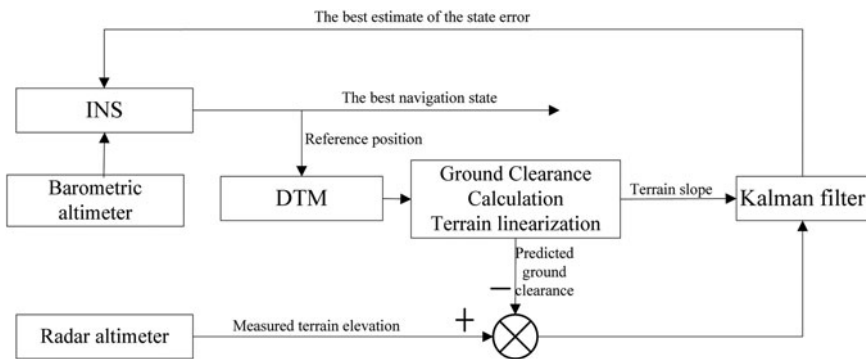 The best estimate of the state error
INS
The best navigation state
Reference position
Barometric
altimeter
DTM
Ground Clearance
Calculation
Terrain linearization
Terrain slope
Kalman filter
Predicted
ground
clearance
−
Radar altimeter
Measured terrain elevation
+